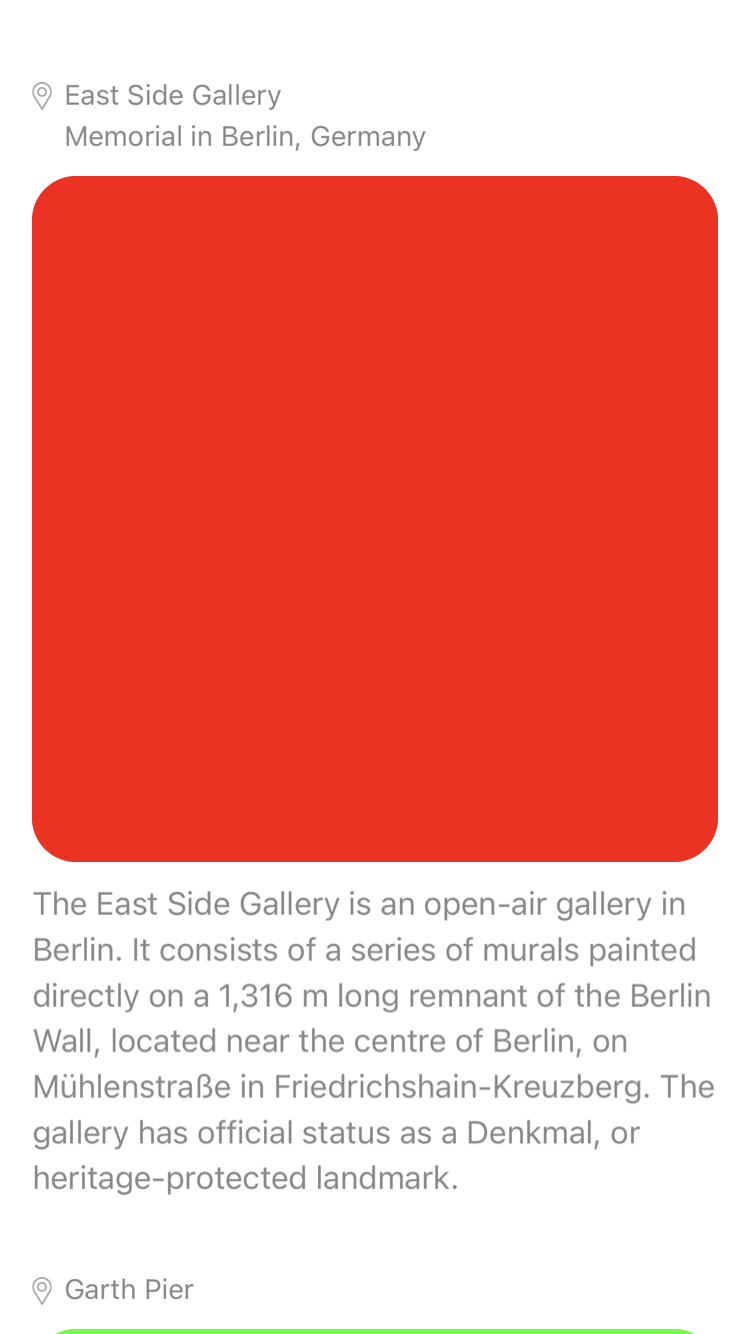 East Side Gallery
Memorial in Berlin, Germany
The East Side Gallery is an open-air gallery in
Berlin. It consists of a series of murals painted
directly on a 1,316 m long remnant of the Berlin
Wall, located near the centre of Berlin, on
Mühlenstraße in Friedrichshain-Kreuzberg. The
gallery has official status as a Denkmal, or
heritage-protected landmark.
Garth Pier